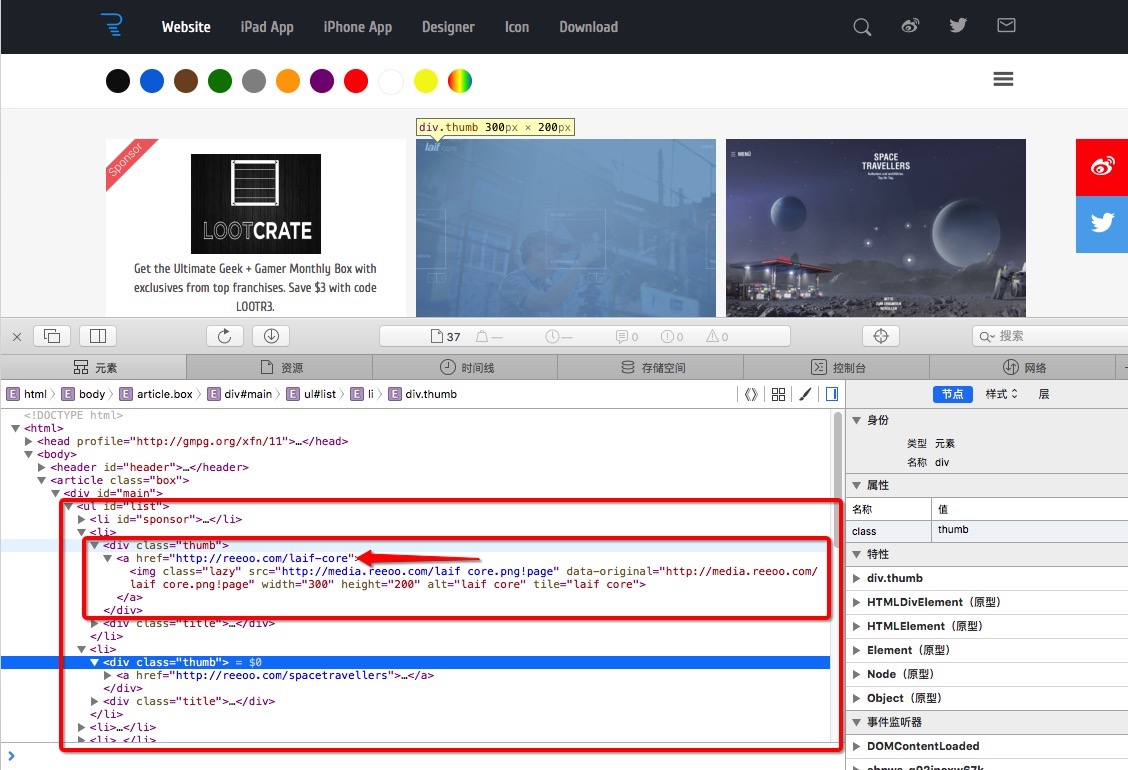 Website iPad App iPhone App Designer Icon Download
div.thumb 300px × 200px
Sponsor
LOOTCRATE
Get the Ultimate Geek + Gamer Monthly Box with
exclusives from top franchises. Save $3 with code
LOOTR3.
laif core
MENÜ
SPACE
TRAVELLERS
37 — — 0 0 0 搜索
元素 资源 时间线 存储空间 控制台 网络
E html E body E article.box E div#main E ul#list E li E div.thumb
节点 样式 层
<!DOCTYPE html>
<html>
<head profile="http://gmpg.org/xfn/11">…</head>
<body>
<header id="header">…</header>
<article class="box">
<div id="main">
<ul id="list">
<li id="sponsor">…</li>
<li>
<div class="thumb">
<a href="http://reeoo.com/laif-core">
<img class="lazy" src="http://media.reeoo.com/laif core.png!page" data-original="http://media.reeoo.com/
laif core.png!page" width="300" height="200" alt="laif core" tile="laif core">
</a>
</div>
<div class="title">…</div>
</li>
<li>
<div class="thumb"> = $0
<a href="http://reeoo.com/spacetravellers">…</a>
</div>
<div class="title">…</div>
</li>
<li>…</li>
<li>…</li>
身份
类型 元素
名称 div
属性
名称 值
class thumb
特性
div.thumb
HTMLDivElement（原型）
HTMLElement（原型）
Element（原型）
Node（原型）
Object（原型）
事件监听器
DOMContentLoaded